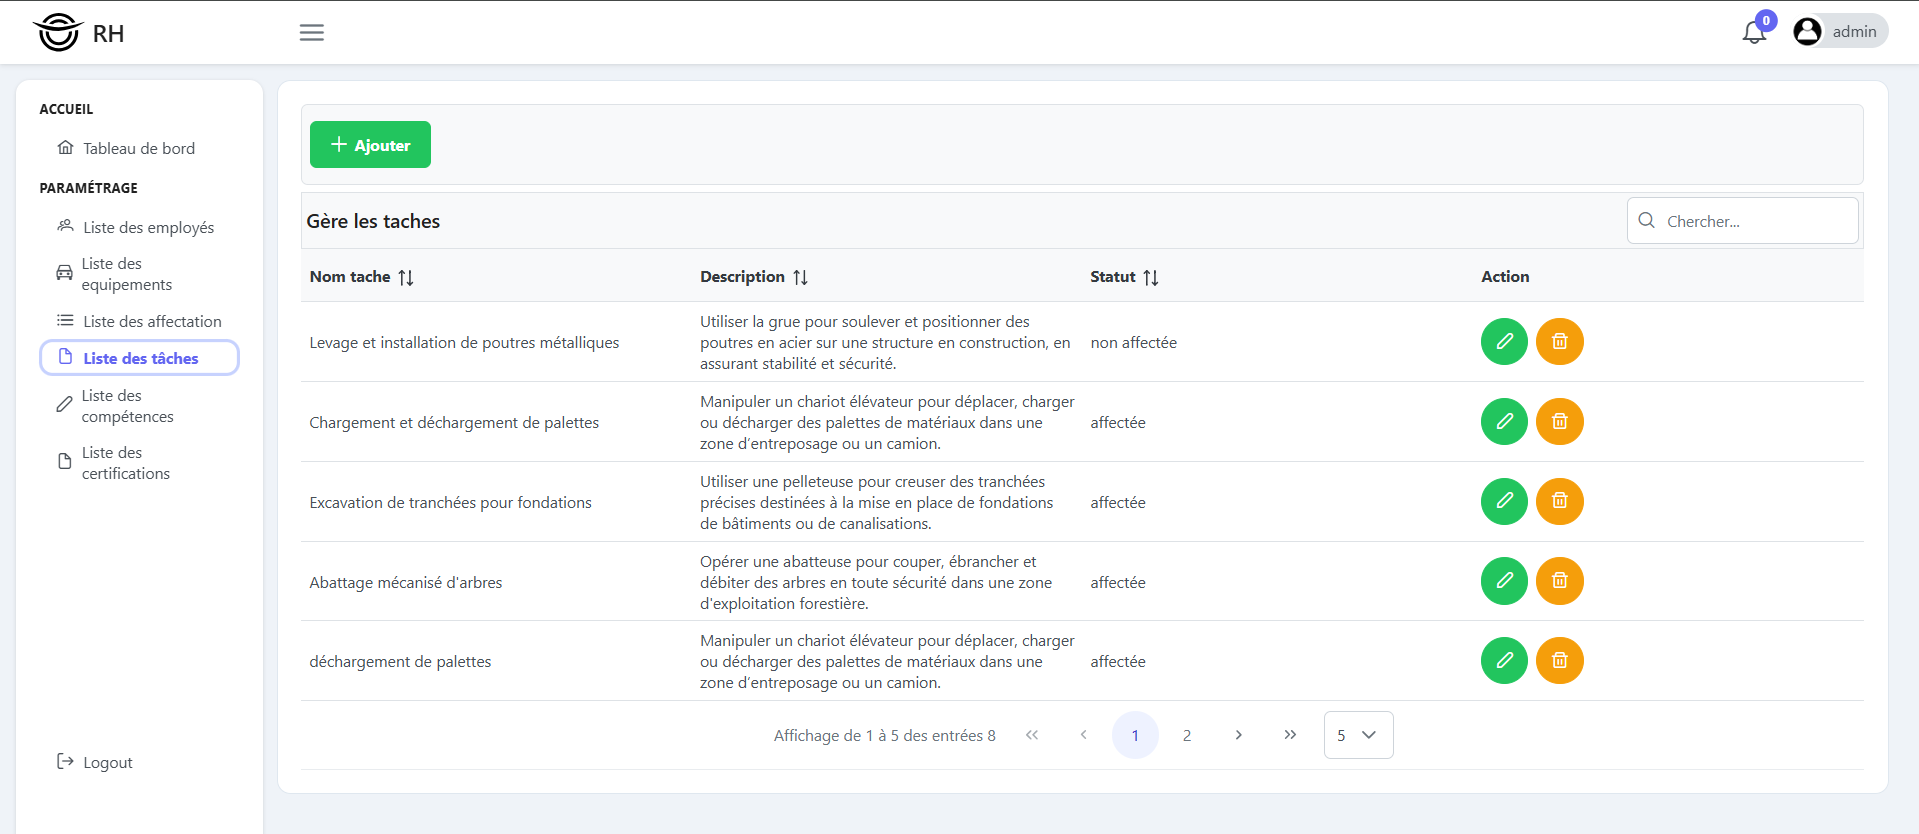 RH
0
admin
ACCUEIL
Tableau de bord
PARAMÉTRAGE
Liste des employés
Liste des
equipements
Liste des affectation
Liste des tâches
Liste des
compétences
Liste des
certifications
Logout
Ajouter
Gère les taches
Chercher...
Nom tache Description Statut Action
Levage et installation de poutres métalliques
Utiliser la grue pour soulever et positionner des
poutres en acier sur une structure en construction, en
assurant stabilité et sécurité.
non affectée
Chargement et déchargement de palettes
Manipuler un chariot élévateur pour déplacer, charger
ou décharger des palettes de matériaux dans une
zone d’entreposage ou un camion.
affectée
Excavation de tranchées pour fondations
Utiliser une pelleteuse pour creuser des tranchées
précises destinées à la mise en place de fondations
de bâtiments ou de canalisations.
affectée
Abattage mécanisé d'arbres
Opérer une abatteuse pour couper, ébrancher et
débiter des arbres en toute sécurité dans une zone
d'exploitation forestière.
affectée
déchargement de palettes
Manipuler un chariot élévateur pour déplacer, charger
ou décharger des palettes de matériaux dans une
zone d’entreposage ou un camion.
affectée
Affichage de 1 à 5 des entrées 8
1 2
5